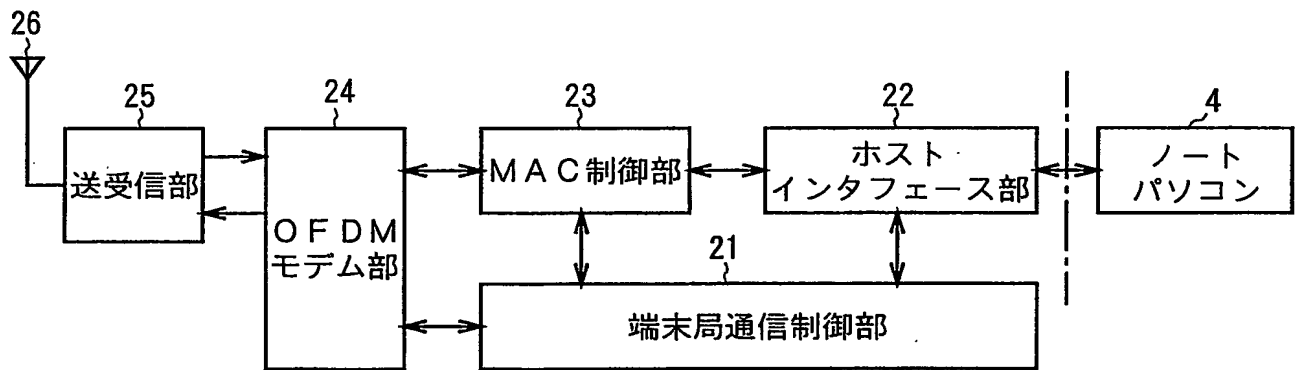 26
25
24
23
22
4
送受信部
OFDM
モデム部
MAC制御部
ホスト
インタフェース部
ノート
パソコン
21
端末局通信制御部